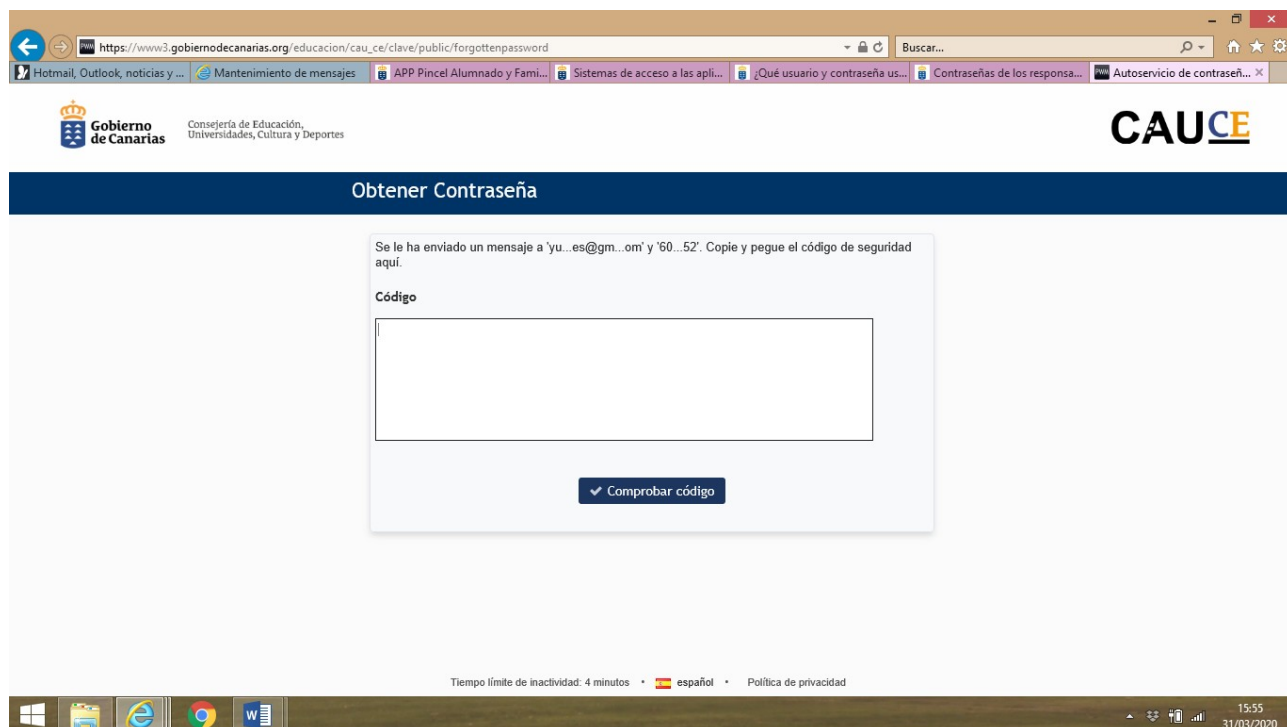 https://www3.gobiernodecanarias.org/educacion/cau_ce/clave/public/forgottenpassword
Buscar...
Hotmail, Outlook, noticias y ...
Mantenimiento de mensajes
APP Pincel Alumnado y Fami...
Sistemas de acceso a las apli...
¿Qué usuario y contraseña us...
Contraseñas de los responsa...
PWM Autoservicio de contraseñ...
Gobierno
de Canarias
Consejería de Educación,
Universidades, Cultura y Deportes
CAUCE
Obtener Contraseña
Se le ha enviado un mensaje a 'yu...es@gm...om' y '60...52'. Copie y pegue el código de seguridad
aquí.
Código
Comprobar código
Tiempo límite de inactividad: 4 minutos • español • Política de privacidad
15:55
31/03/2020